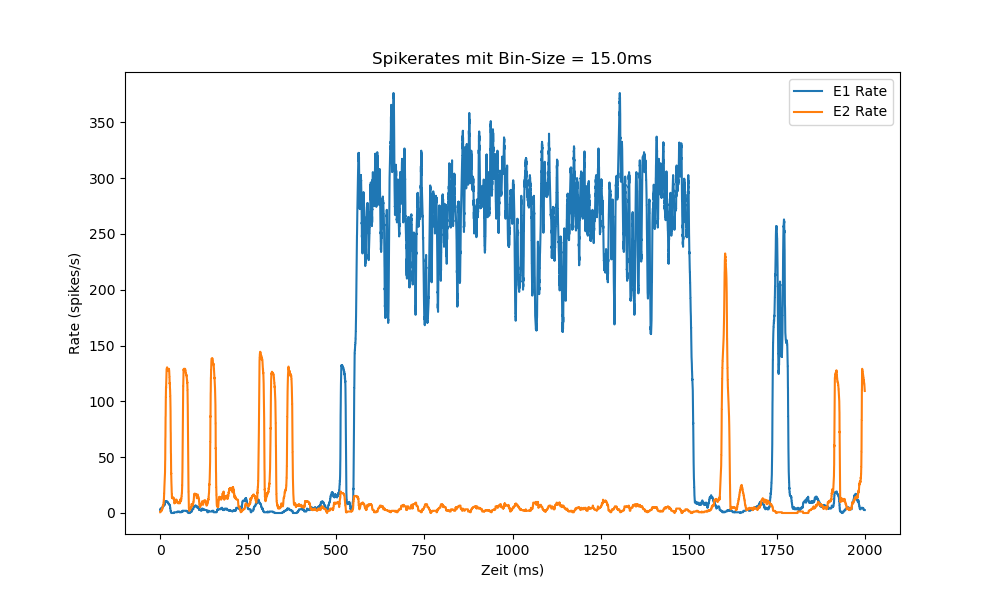 Spikerates mit Bin-Size = 15.0ms
E1 Rate
E2 Rate
Rate (spikes/s)
350
300
250
200
150
100
50
0
0 250 500 750 1000 1250 1500 1750 2000
Zeit (ms)